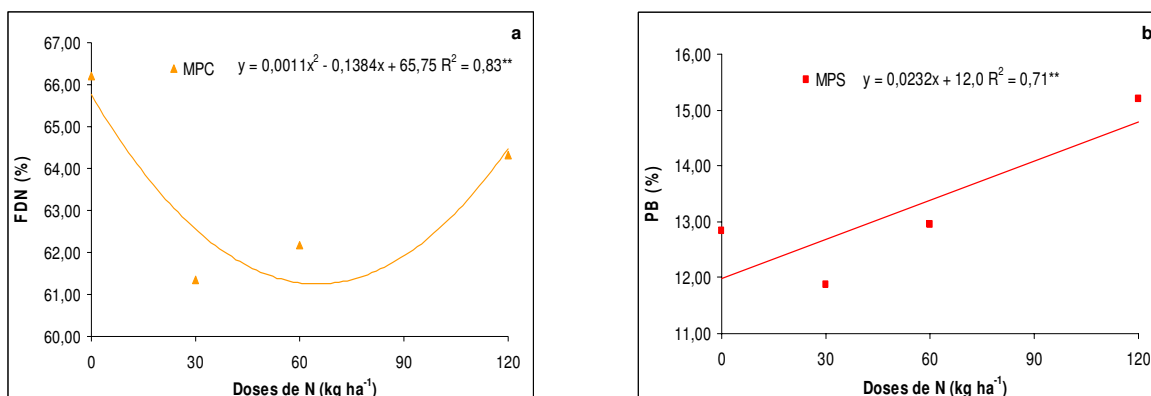 a
67,00
66,00
65,00
64,00
63,00
62,00
61,00
60,00
FDN (%)
MPC y = 0,0011x² - 0,1384x + 65,75 R² = 0,83**
0 30 60 90 120
Doses de N (kg ha⁻¹)
b
16,00
15,00
14,00
13,00
12,00
11,00
PB (%)
MPS y = 0,0232x + 12,0 R² = 0,71**
0 30 60 90 120
Doses de N (kg ha⁻¹)